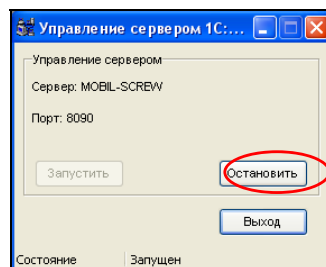 Управление сервером 1С:...
Управление сервером
Сервер: MOBIL-SCREW
Порт: 8090
Запустить Остановить
Выход
Состояние Запущен